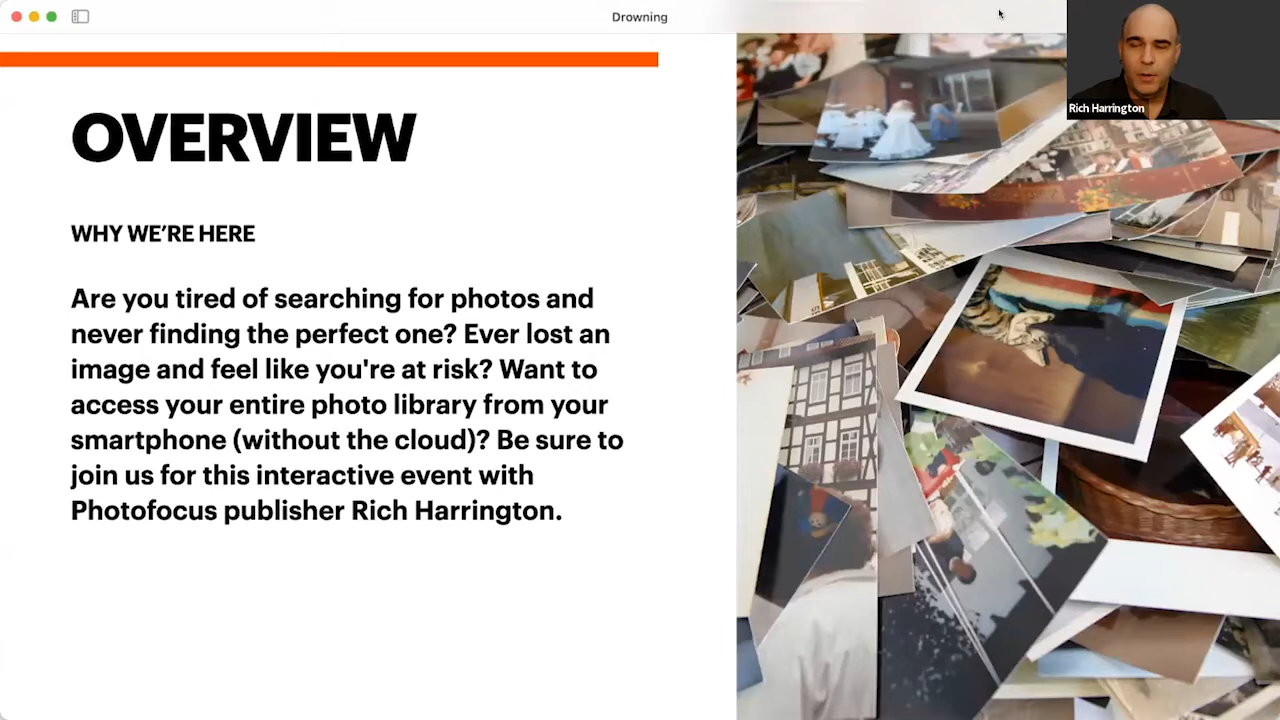 Drowning
Rich Harrington
OVERVIEW
WHY WE’RE HERE
Are you tired of searching for photos and
never finding the perfect one? Ever lost an
image and feel like you're at risk? Want to
access your entire photo library from your
smartphone (without the cloud)? Be sure to
join us for this interactive event with
Photofocus publisher Rich Harrington.